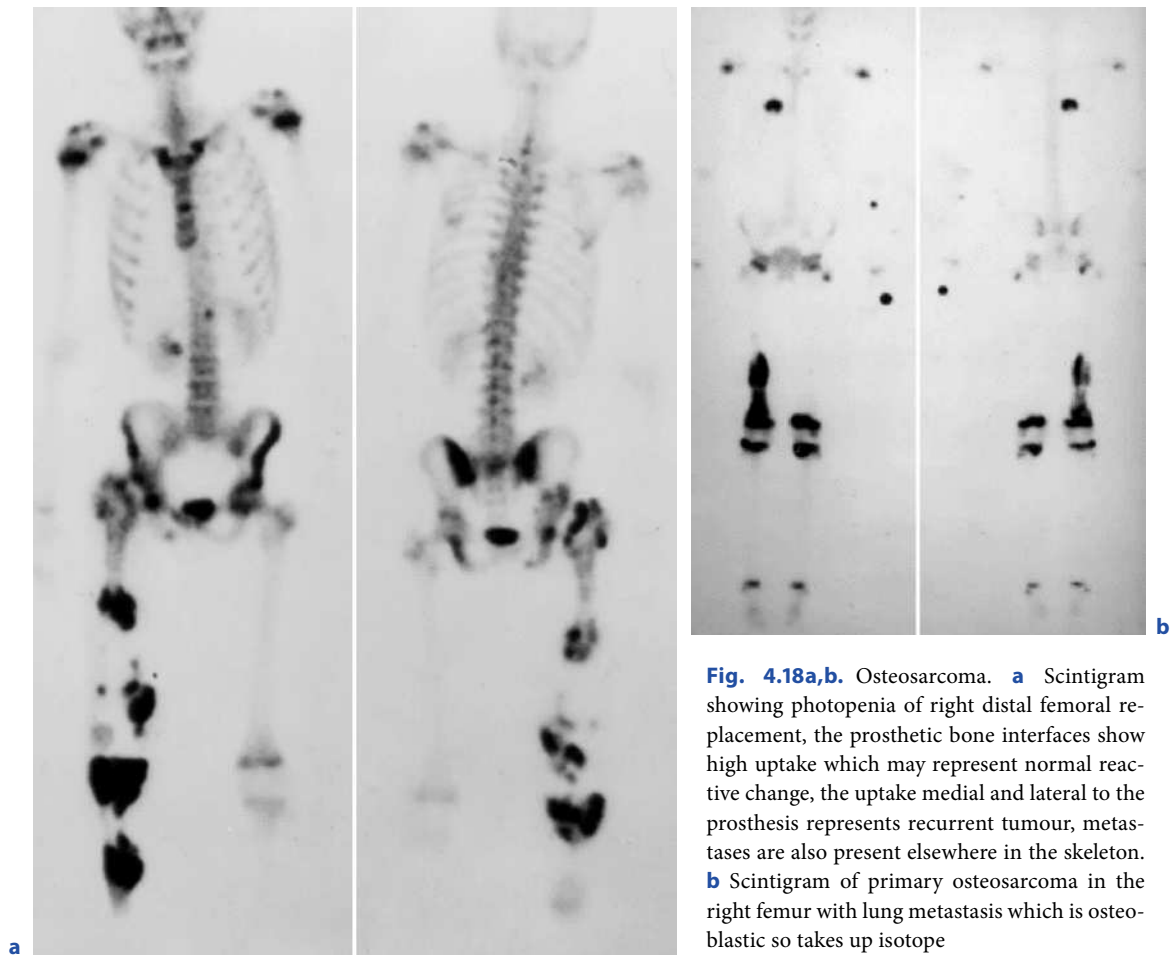 a
b
Fig. 4.18a,b. Osteosarcoma. a Scintigram
showing photopenia of right distal femoral re-
placement, the prosthetic bone interfaces show
high uptake which may represent normal reac-
tive change, the uptake medial and lateral to the
prosthesis represents recurrent tumour, metas-
tases are also present elsewhere in the skeleton.
b Scintigram of primary osteosarcoma in the
right femur with lung metastasis which is osteo-
blastic so takes up isotope